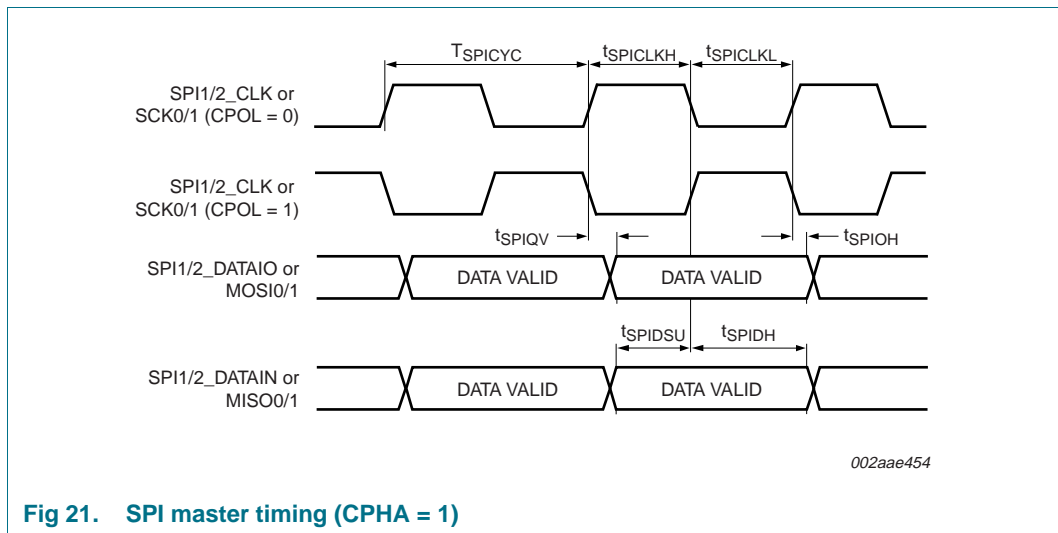 TSPICYC tSPICLKH tSPICLKL
SPI1/2_CLK or
SCK0/1 (CPOL = 0)
SPI1/2_CLK or
SCK0/1 (CPOL = 1)
tSPIQV tSPIOH
SPI1/2_DATAIO or
MOSI0/1
DATA VALID DATA VALID
tSPIDSU tSPIDH
SPI1/2_DATAIN or
MISO0/1
DATA VALID DATA VALID
002aae454
Fig 21. SPI master timing (CPHA = 1)